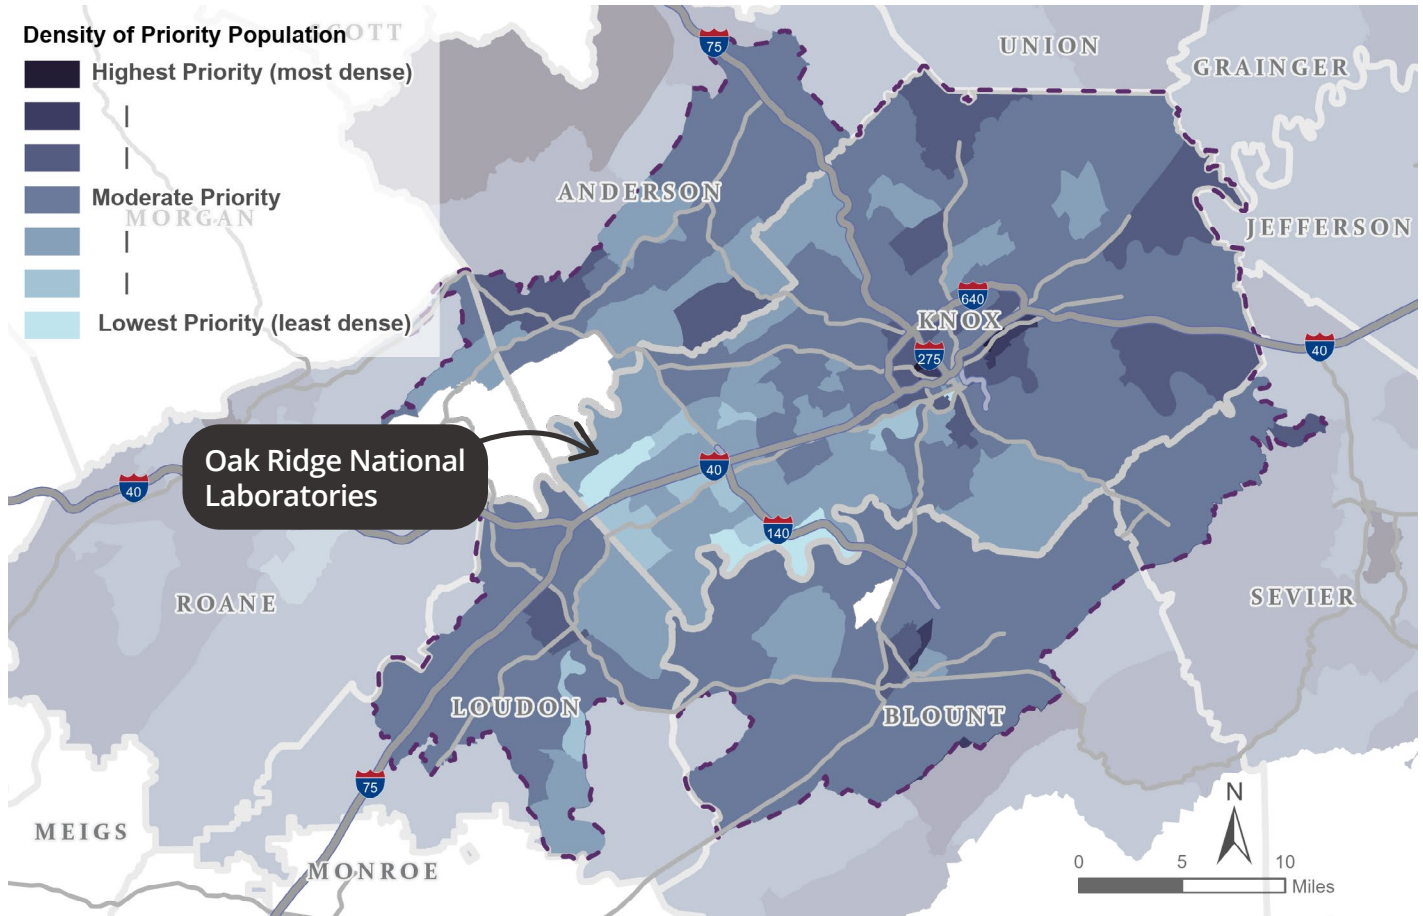 Density of Priority Population
Highest Priority (most dense)
|
|
Moderate Priority
|
|
Lowest Priority (least dense)
SCOTT
MORGAN
UNION
GRAINGER
ANDERSON
JEFFERSON
KNOX
75
640
275
40
Oak Ridge National
Laboratories
40
40
140
ROANE
SEVIER
LOUDON
BLOUNT
75
MEIGS
MONROE
N
0 5 10
Miles